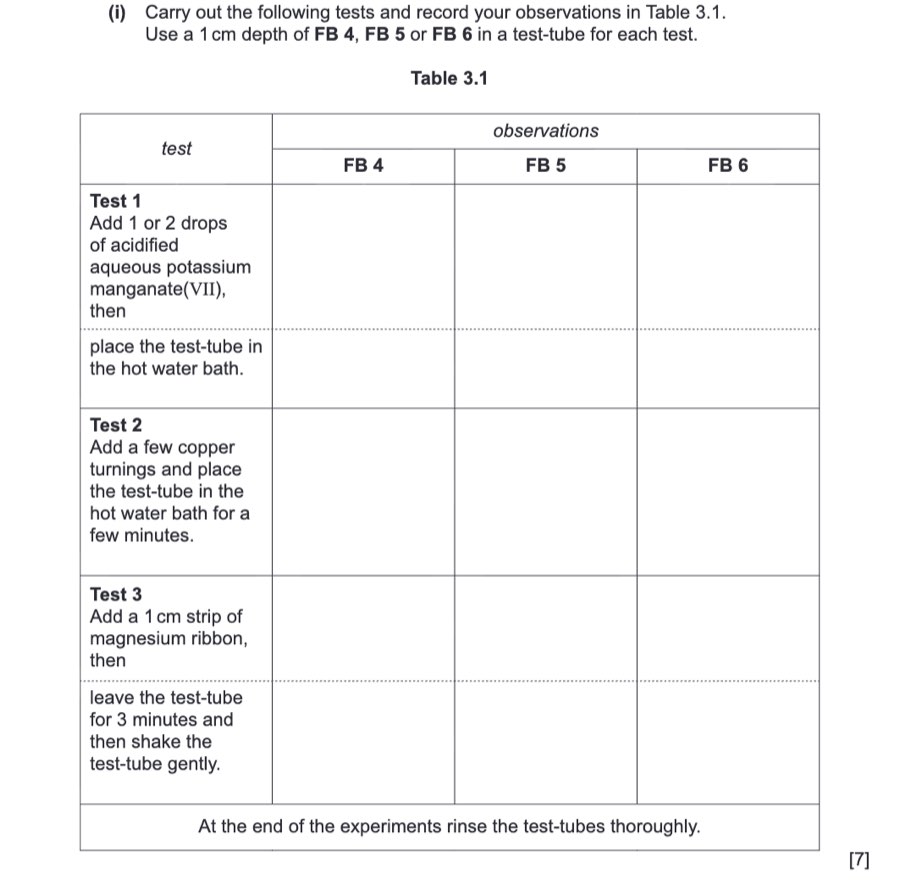 (i) Carry out the following tests and record your observations in Table 3.1.
Use a 1 cm depth of FB 4, FB 5 or FB 6 in a test-tube for each test.
Table 3.1
test
observations
FB 4 FB 5 FB 6
Test 1
Add 1 or 2 drops
of acidified
aqueous potassium
manganate(VII),
then
place the test-tube in
the hot water bath.
Test 2
Add a few copper
turnings and place
the test-tube in the
hot water bath for a
few minutes.
Test 3
Add a 1 cm strip of
magnesium ribbon,
then
leave the test-tube
for 3 minutes and
then shake the
test-tube gently.
At the end of the experiments rinse the test-tubes thoroughly.
[7]